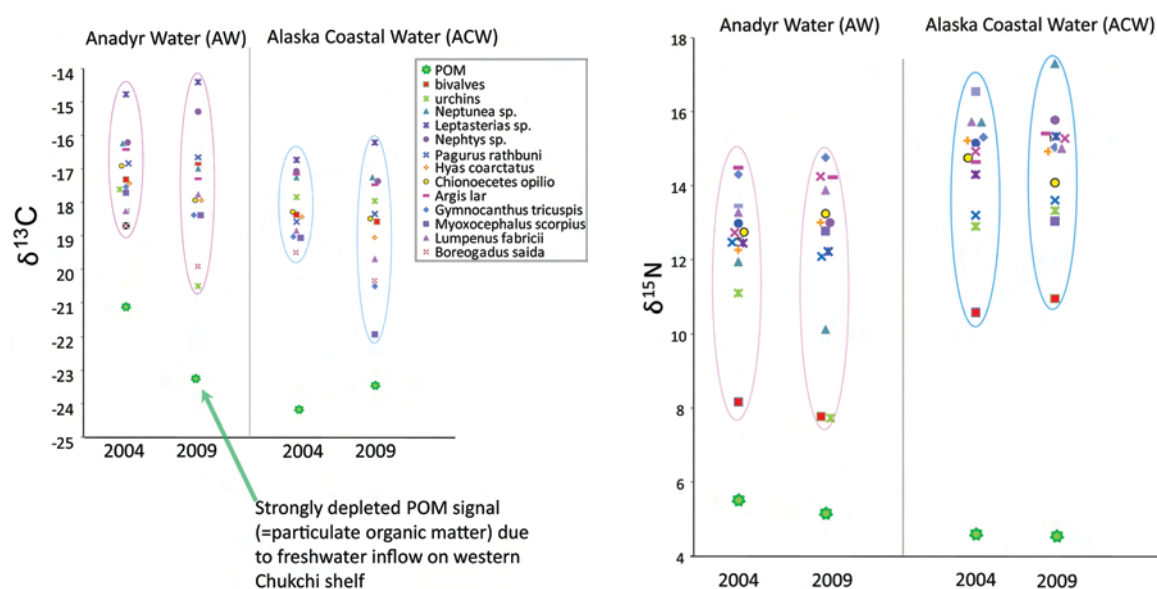 Anadyr Water (AW)
Alaska Coastal Water (ACW)
δ¹³C
-14
-15
-16
-17
18
-19
20
-21
-22
-23
-24
-25
2004
2009
2004
2009
POM
bivalves
urchins
Neptunea sp.
Leptasterias sp.
Nephtys sp.
Pagurus rathbuni
Hyas coarctatus
Chionoecetes opilio
Argis lar
Gymnocanthus tricuspis
Myoxocephalus scorpius
Lumpenus fabricii
Boreogadus saida
Strongly depleted POM signal
(=particulate organic matter) due
to freshwater inflow on western
Chukchi shelf
Anadyr Water (AW)
Alaska Coastal Water (ACW)
δ¹⁵N
18
16
14
12
10
8
6
4
2004
2009
2004
2009